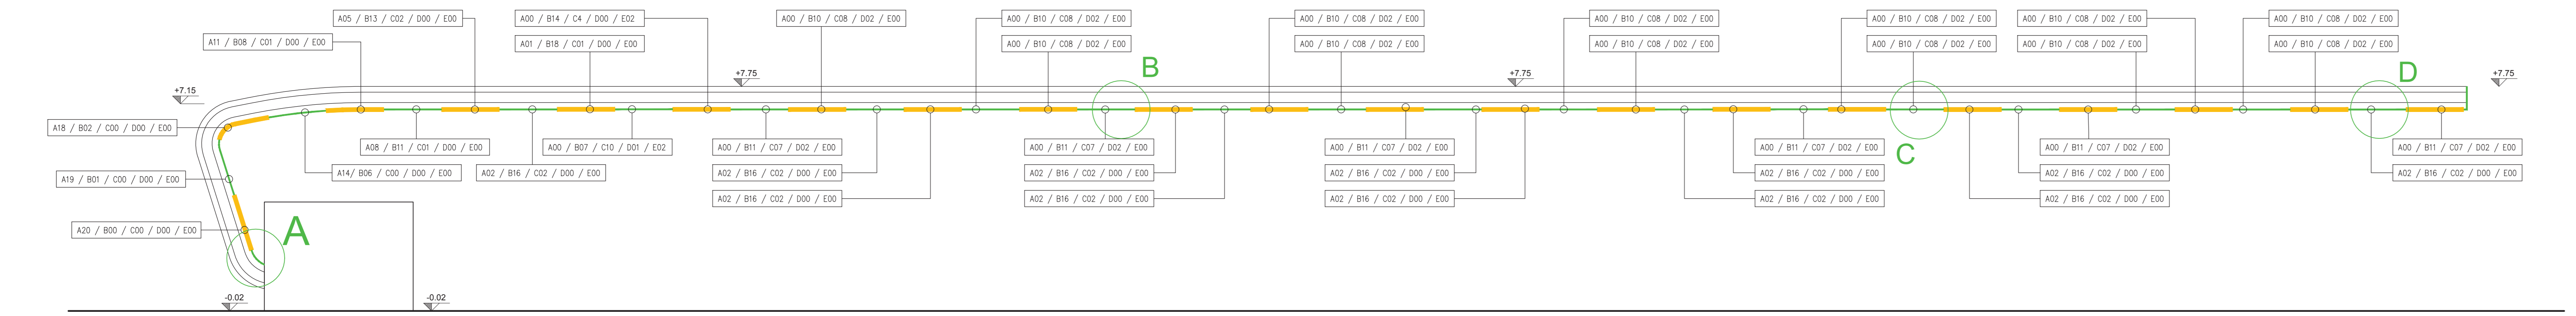 A05 / B13 / C02 / D00 / E00
A00 / B14 / C4 / D00 / E02
A00 / B10 / C08 / D02 / E00
A00 / B10 / C08 / D02 / E00
A00 / B10 / C08 / D02 / E00
A00 / B10 / C08 / D02 / E00
A00 / B10 / C08 / D02 / E00
A00 / B10 / C08 / D02 / E00
A00 / B10 / C08 / D02 / E00
A11 / B08 / C01 / D00 / E00
A01 / B18 / C01 / D00 / E00
A00 / B10 / C08 / D02 / E00
A00 / B10 / C08 / D02 / E00
A00 / B10 / C08 / D02 / E00
A00 / B10 / C08 / D02 / E00
A00 / B10 / C08 / D02 / E00
A00 / B10 / C08 / D02 / E00
B
D
+7.15
+7.75
+7.75
+7.75
A18 / B02 / C00 / D00 / E00
A08 / B11 / C01 / D00 / E00
A00 / B07 / C10 / D01 / E02
A00 / B11 / C07 / D02 / E00
A00 / B11 / C07 / D02 / E00
A00 / B11 / C07 / D02 / E00
A00 / B11 / C07 / D02 / E00
C
A00 / B11 / C07 / D02 / E00
A00 / B11 / C07 / D02 / E00
A19 / B01 / C00 / D00 / E00
A14/ B06 / C00 / D00 / E00
A02 / B16 / C02 / D00 / E00
A02 / B16 / C02 / D00 / E00
A02 / B16 / C02 / D00 / E00
A02 / B16 / C02 / D00 / E00
A02 / B16 / C02 / D00 / E00
A02 / B16 / C02 / D00 / E00
A02 / B16 / C02 / D00 / E00
A02 / B16 / C02 / D00 / E00
A02 / B16 / C02 / D00 / E00
A02 / B16 / C02 / D00 / E00
A02 / B16 / C02 / D00 / E00
A02 / B16 / C02 / D00 / E00
A20 / B00 / C00 / D00 / E00
A
-0.02
-0.02